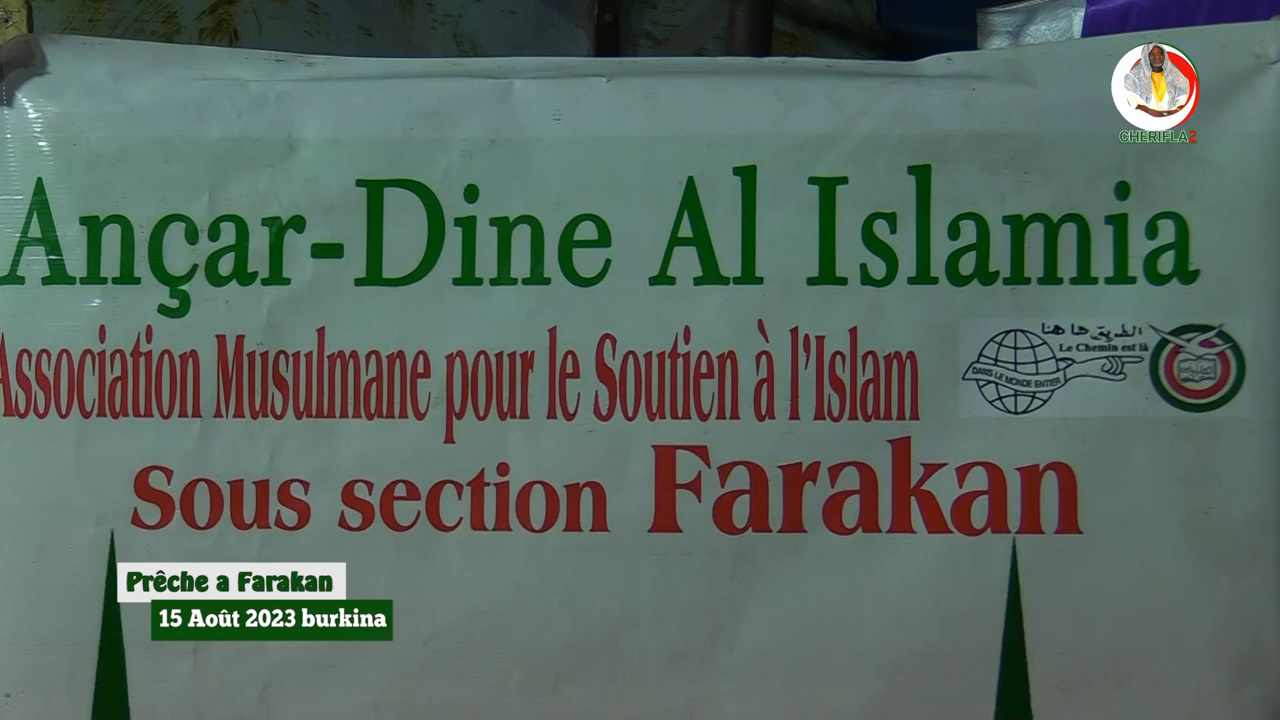 CHERIFLA2
Ançar-Dine Al Islamia
Association Musulmane pour le Soutien à l'Islam
الطريق ها هنا
Le Chemin est là
DANS LE MONDE ENTIER
Sous section Farakan
Prêche a Farakan
15 Août 2023 burkina